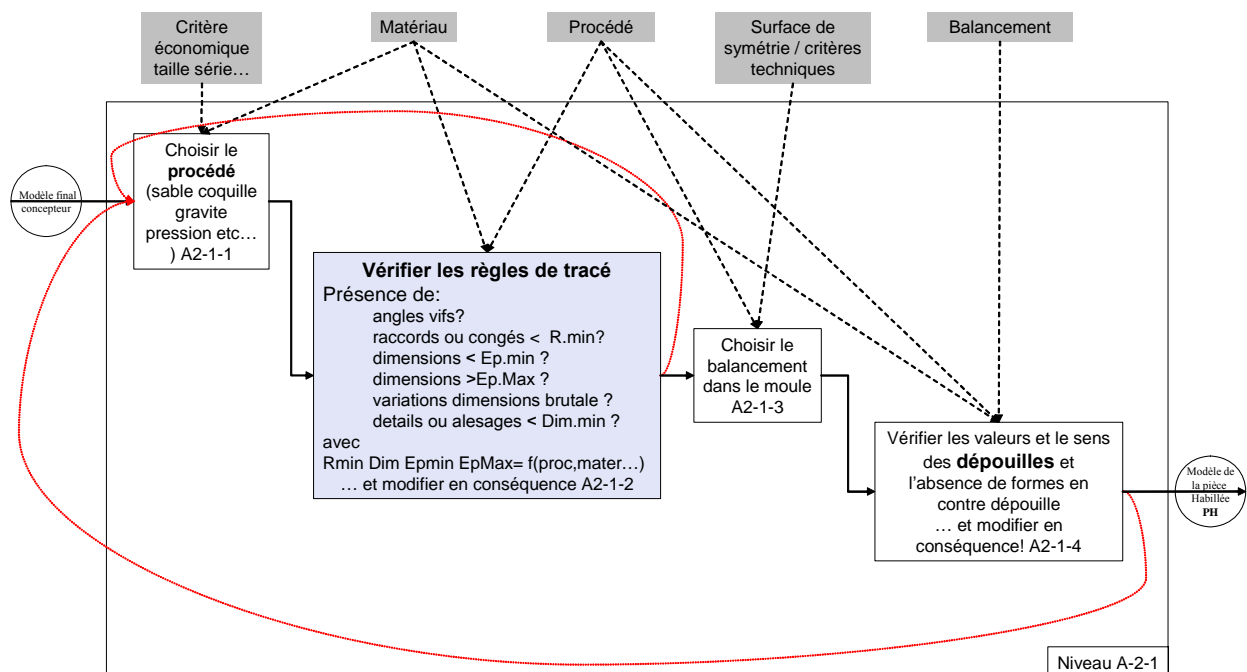 Critère
économique
taille série…
Matériau
Procédé
Surface de
symétrie / critères
techniques
Balancement
Modèle final
concepteur
Choisir le
procédé
(sable coquille
gravite
pression etc…
) A2-1-1
Vérifier les règles de tracé
Présence de:
angles vifs?
raccords ou congés < R.min?
dimensions < Ep.min ?
dimensions >Ep.Max ?
variations dimensions brutale ?
details ou alesages < Dim.min ?
avec
Rmin Dim Epmin EpMax= f(proc,mater…)
… et modifier en conséquence A2-1-2
Choisir le
balancement
dans le moule
A2-1-3
Vérifier les valeurs et le sens
des dépouilles et
l’absence de formes en
contre dépouille
… et modifier en
conséquence! A2-1-4
Modèle de
la pièce
Habillée
PH
Niveau A-2-1